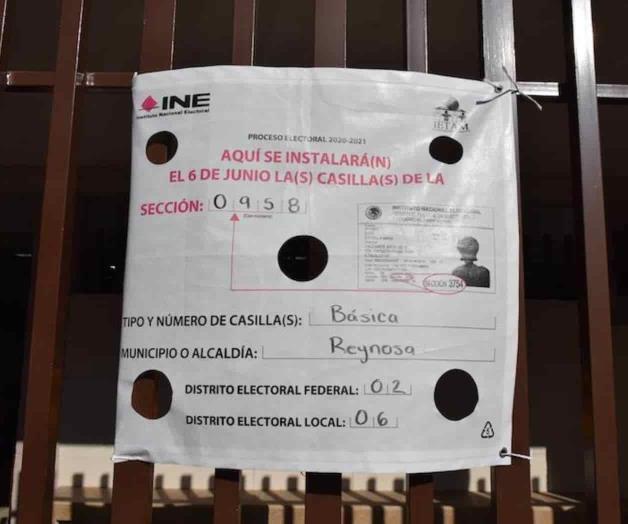 INE
Instituto Nacional Electoral
IETAM
PROCESO ELECTORAL 2020-2021
AQUÍ SE INSTALARÁ(N)
EL 6 DE JUNIO LA(S) CASILLA(S) DE LA
SECCIÓN: 0958
INSTITUTO NACIONAL ELECTORAL
SECCIÓN 3754
TIPO Y NÚMERO DE CASILLA(S): Básica
MUNICIPIO O ALCALDÍA: Reynosa
DISTRITO ELECTORAL FEDERAL: 02
DISTRITO ELECTORAL LOCAL: 06
5